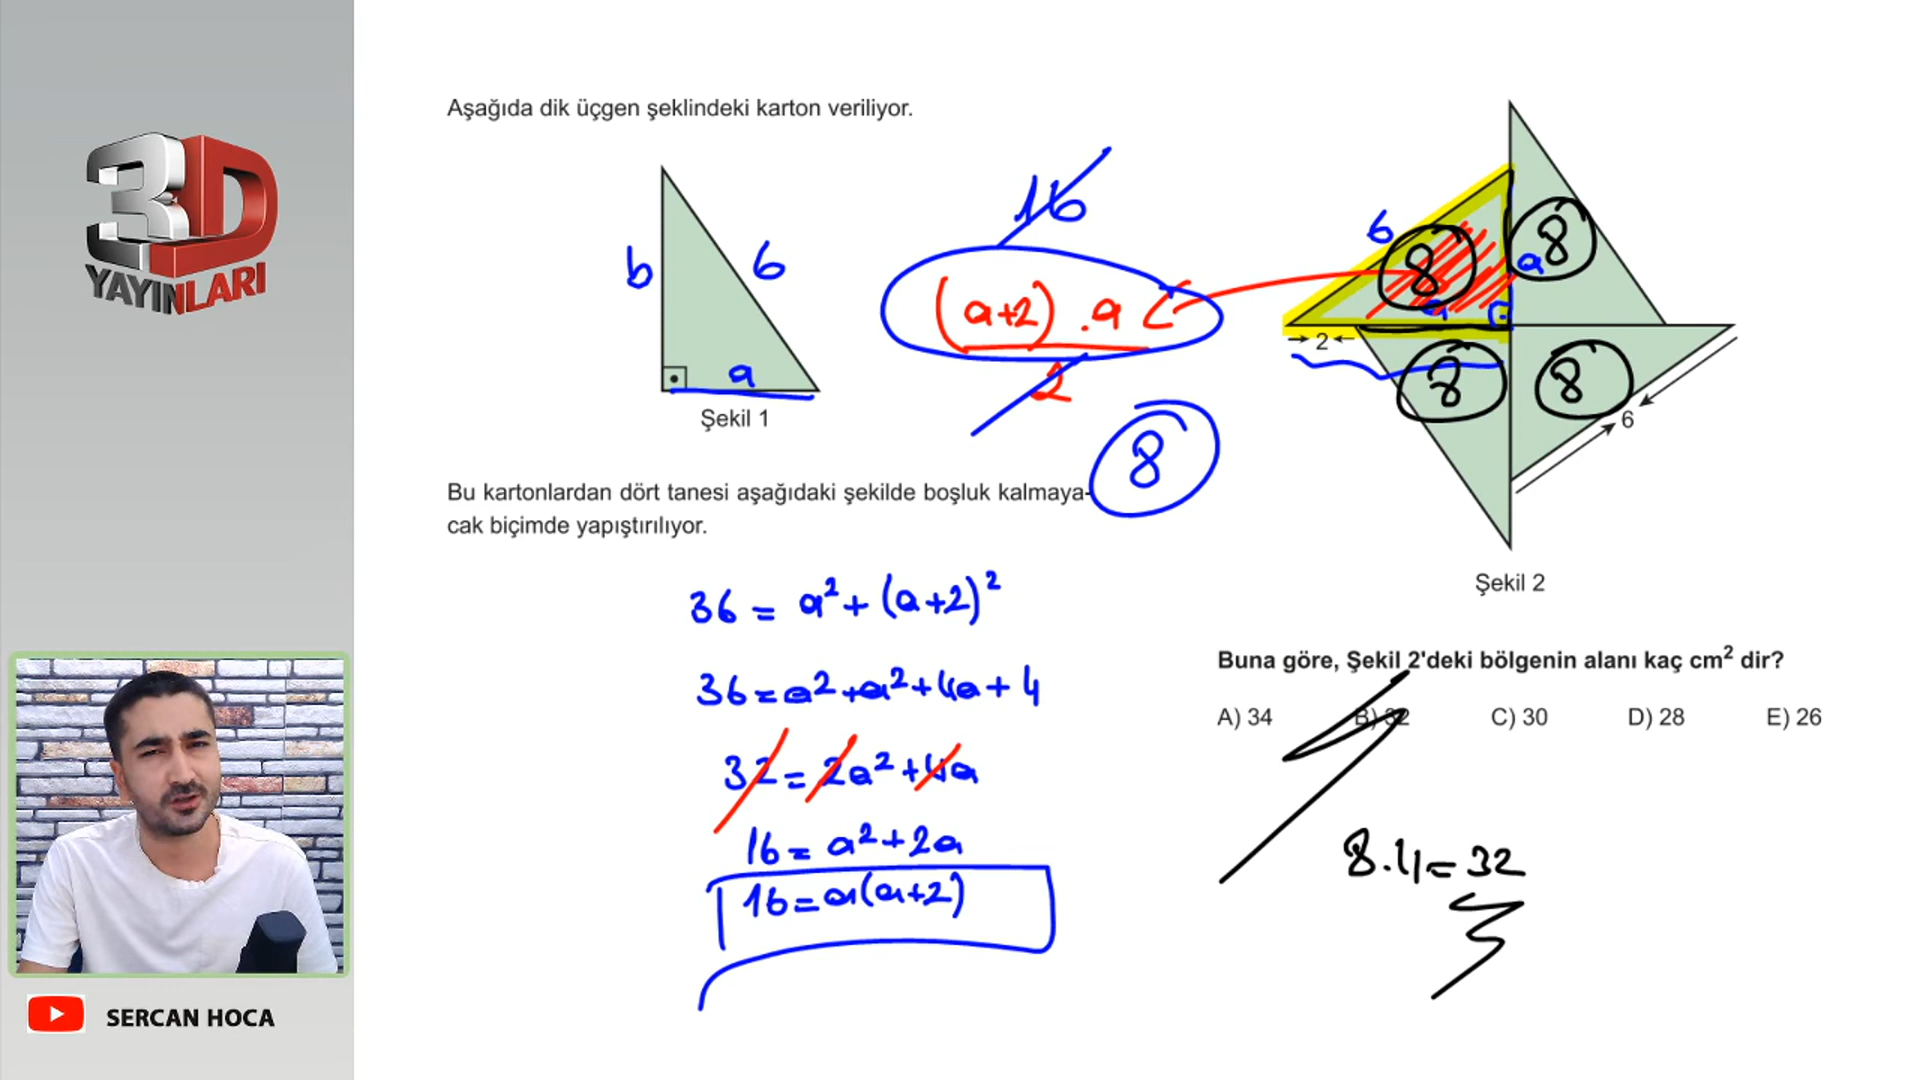 3D
YAYINLARI
Aşağıda dik üçgen şeklindeki karton veriliyor.
b
6
a
Şekil 1
16
(a+2).a
2
8
6
8
8
a
a
2
8
8
6
Şekil 2
Bu kartonlardan dört tanesi aşağıdaki şekilde boşluk kalmaya-
cak biçimde yapıştırılıyor.
36 = a² + (a+2)²
36 = a² + a² + 4a + 4
32 = 2a² + 4a
16 = a² + 2a
16 = a(a+2)
Buna göre, Şekil 2'deki bölgenin alanı kaç cm² dir?
A) 34 B) 32 C) 30 D) 28 E) 26
8.4=32
SERCAN HOCA